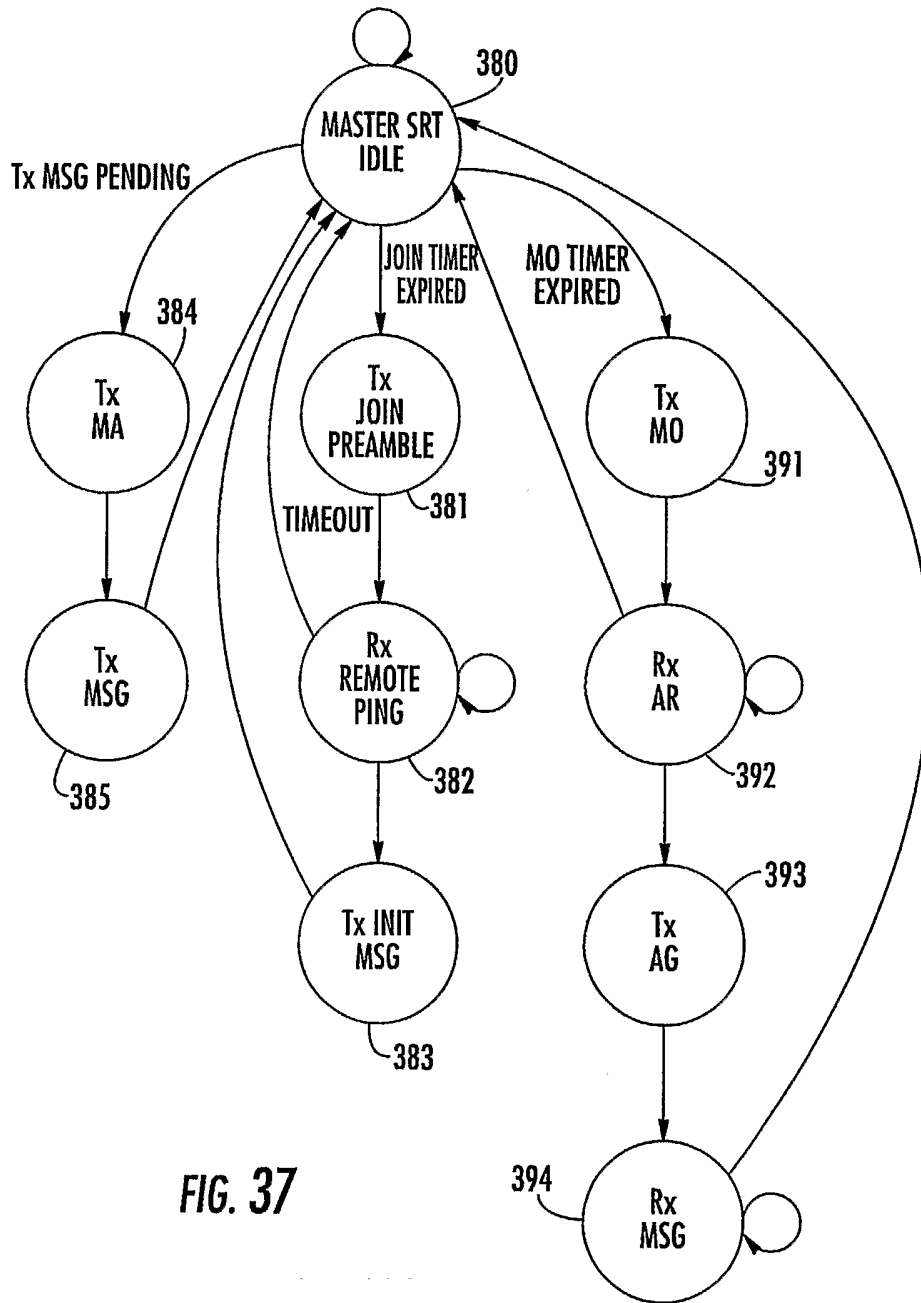 380
MASTER SRT
IDLE
Tx MSG PENDING
JOIN TIMER
EXPIRED
MO TIMER
EXPIRED
384
Tx
MA
Tx
JOIN
PREAMBLE
381
Tx
MO
391
TIMEOUT
Tx
MSG
385
Rx
REMOTE
PING
382
Rx
AR
392
Tx INIT
MSG
383
393
Tx
AG
394
Rx
MSG
FIG. 37